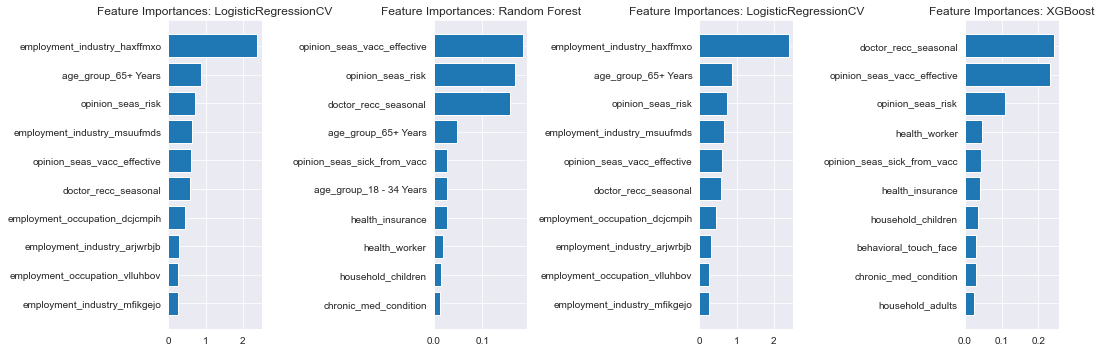 Feature Importances: LogisticRegressionCV
employment_industry_haxffmxo
age_group_65+ Years
opinion_seas_risk
employment_industry_msuufmds
opinion_seas_vacc_effective
doctor_recc_seasonal
employment_occupation_dcjcmpih
employment_industry_arjwrbjb
employment_occupation_vlluhbov
employment_industry_mfikgejo
0 1 2
Feature Importances: Random Forest
opinion_seas_vacc_effective
opinion_seas_risk
doctor_recc_seasonal
age_group_65+ Years
opinion_seas_sick_from_vacc
age_group_18 - 34 Years
health_insurance
health_worker
household_children
chronic_med_condition
0.0 0.1
Feature Importances: LogisticRegressionCV
employment_industry_haxffmxo
age_group_65+ Years
opinion_seas_risk
employment_industry_msuufmds
opinion_seas_vacc_effective
doctor_recc_seasonal
employment_occupation_dcjcmpih
employment_industry_arjwrbjb
employment_occupation_vlluhbov
employment_industry_mfikgejo
0 1 2
Feature Importances: XGBoost
doctor_recc_seasonal
opinion_seas_vacc_effective
opinion_seas_risk
health_worker
opinion_seas_sick_from_vacc
health_insurance
household_children
behavioral_touch_face
chronic_med_condition
household_adults
0.0 0.1 0.2